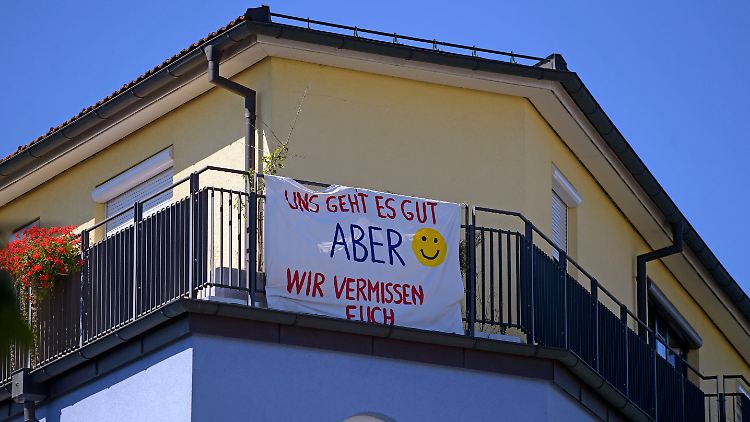 UNS GEHT ES GUT
ABER
WIR VERMISSEN
EUCH